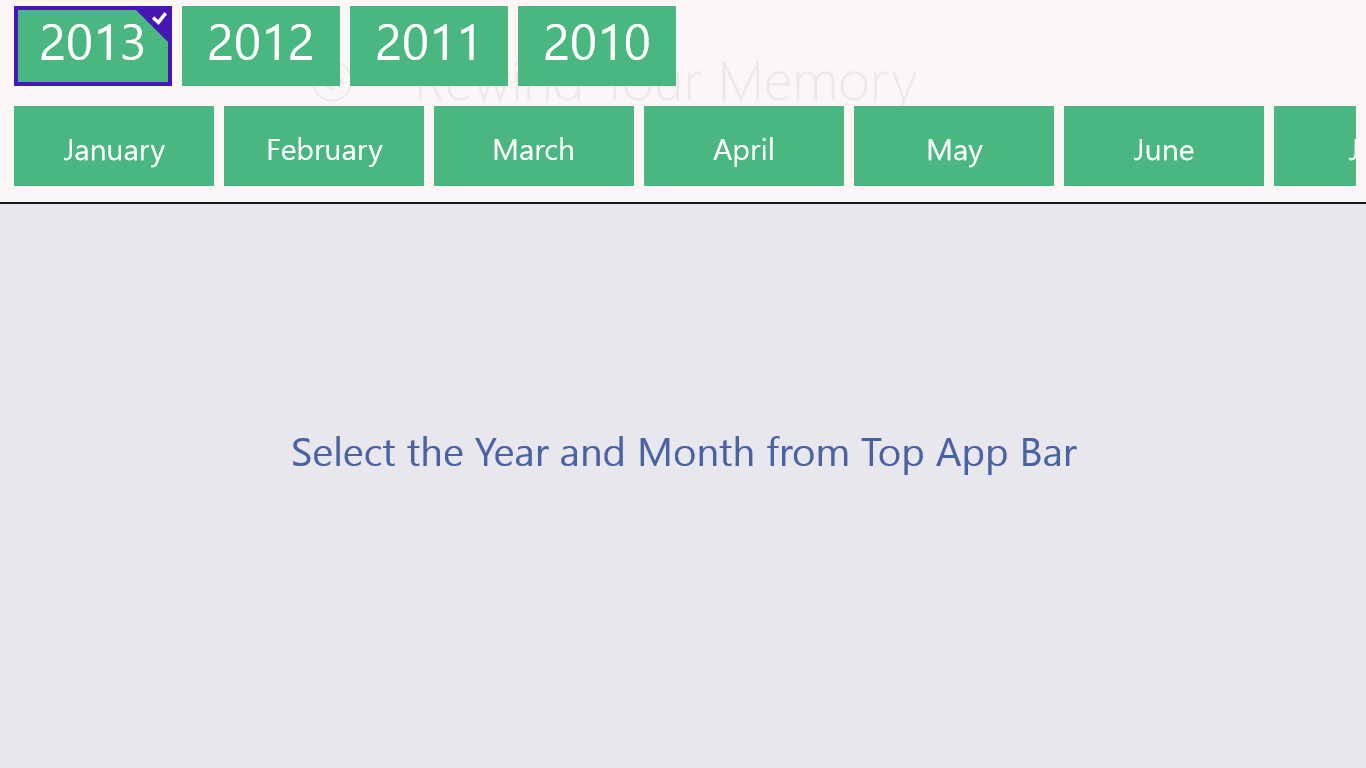 2013 2012 2011 2010
Rewind Your Memory
January February March April May June J
Select the Year and Month from Top App Bar